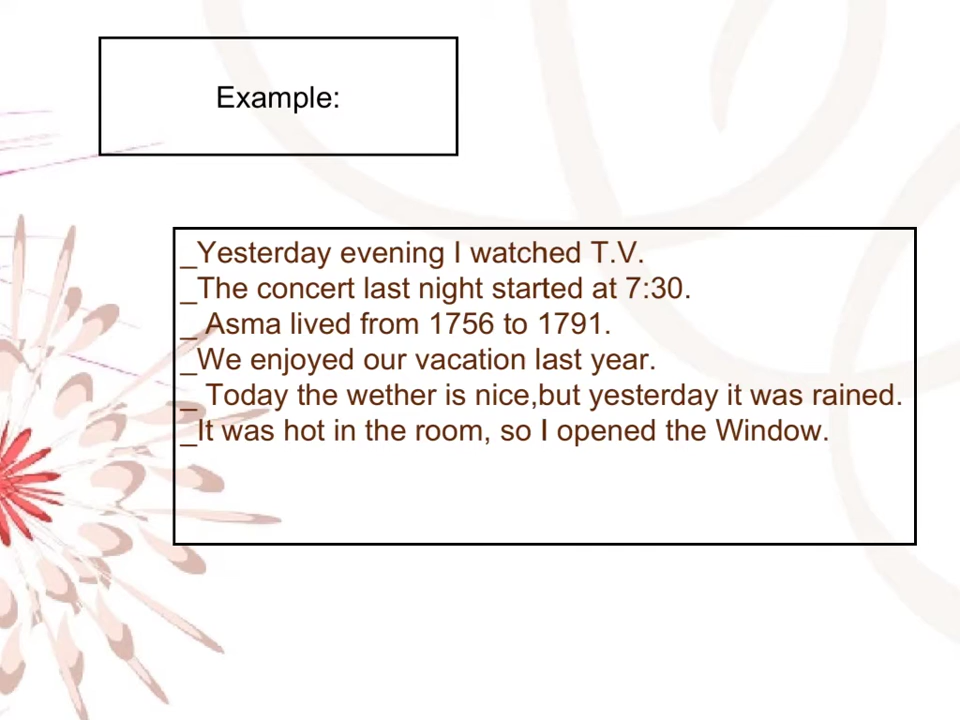 Example:
_Yesterday evening I watched T.V.
_The concert last night started at 7:30.
_ Asma lived from 1756 to 1791.
_We enjoyed our vacation last year.
_ Today the wether is nice,but yesterday it was rained.
_It was hot in the room, so I opened the Window.